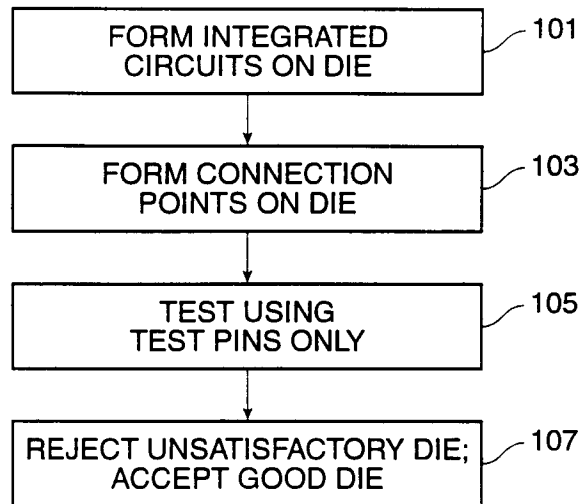 FORM INTEGRATED
CIRCUITS ON DIE
101
FORM CONNECTION
POINTS ON DIE
103
TEST USING
TEST PINS ONLY
105
REJECT UNSATISFACTORY DIE;
ACCEPT GOOD DIE
107